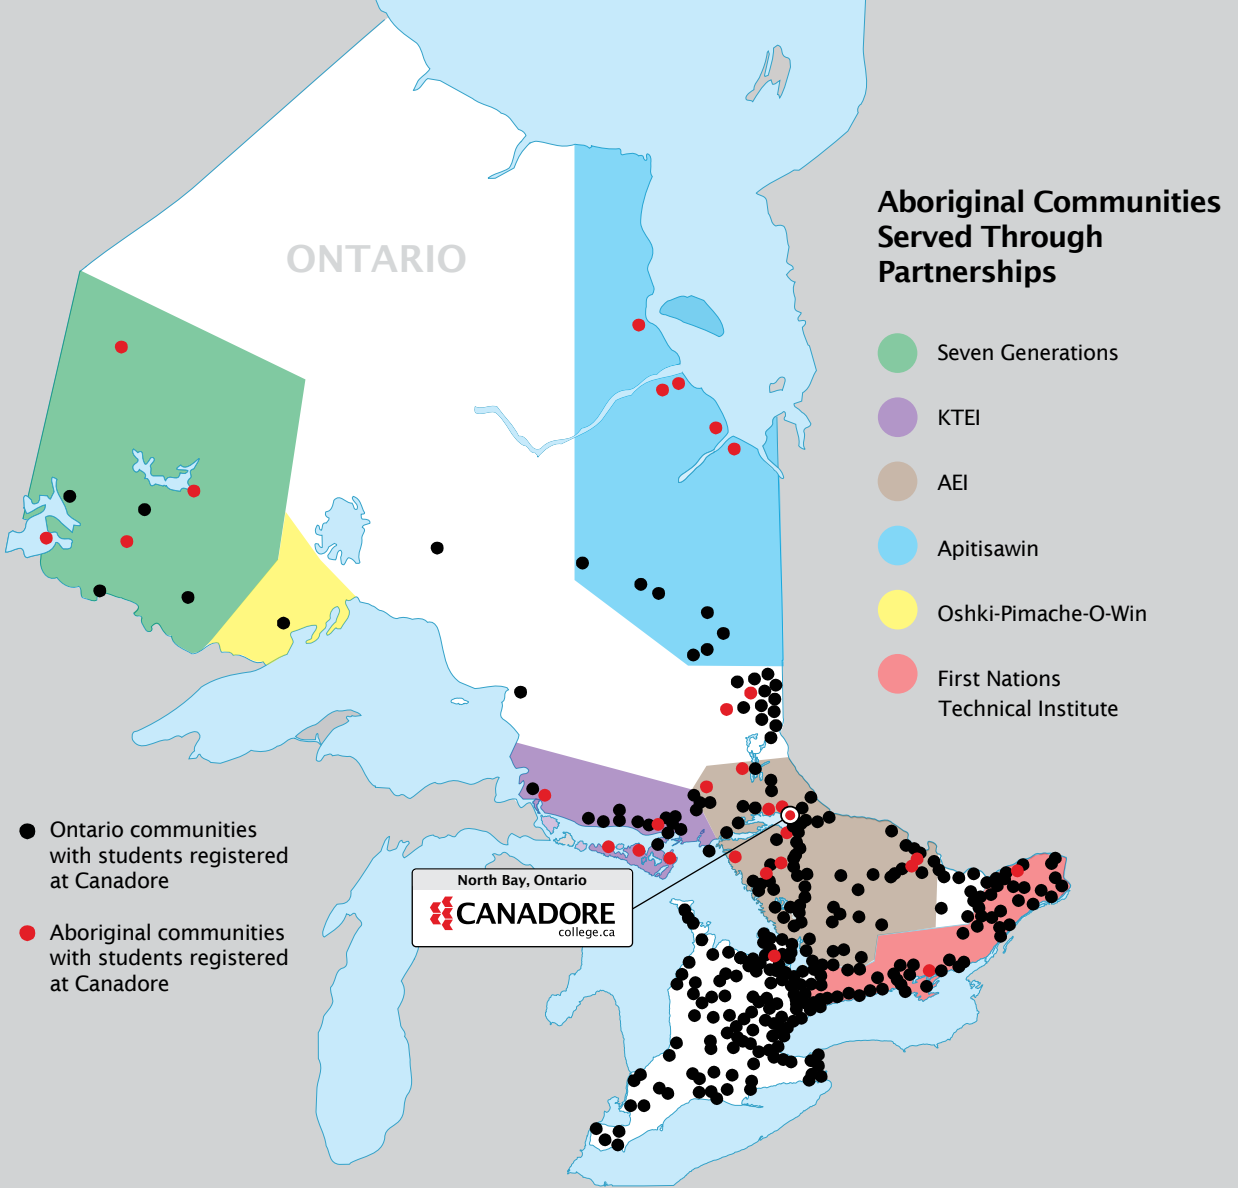 ONTARIO
Aboriginal Communities
Served Through
Partnerships
Seven Generations
KTEI
AEI
Apitisawin
Oshki-Pimache-O-Win
First Nations
Technical Institute
Ontario communities
with students registered
at Canadore
Aboriginal communities
with students registered
at Canadore
North Bay, Ontario
CANADORE
college.ca